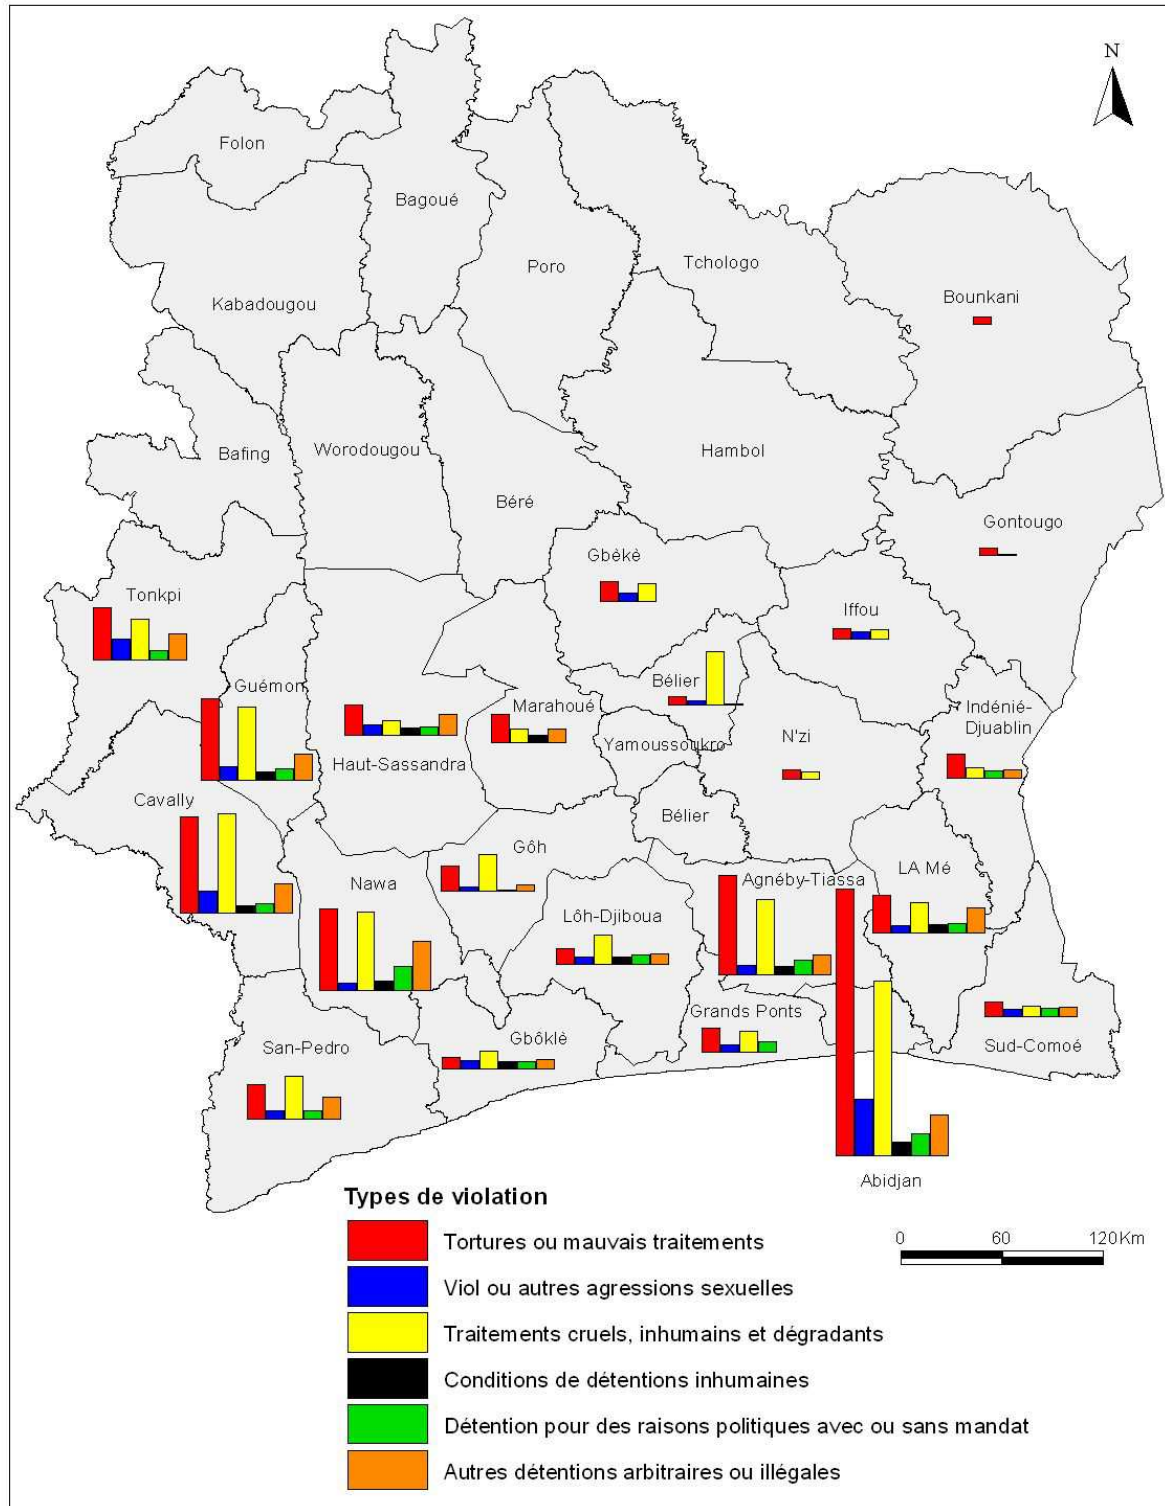 N
Folon
Bagoué
Poro
Tchologo
Bounkani
Kabadougou
Bafing
Worodougou
Béré
Hambol
Gontougo
Gbèkè
Iffou
Tonkpi
Guémon
Haut-Sassandra
Marahoué
Bélier
Yamoussoukro
N'zi
Indénié-
Djuablin
Cavally
Bélier
Gôh
Nawa
Lôh-Djiboua
Agnéby-Tiassa
LA Mé
Grands Ponts
Sud-Comoé
San-Pedro
Gbôklè
Abidjan
Types de violation
Tortures ou mauvais traitements
Viol ou autres agressions sexuelles
Traitements cruels, inhumains et dégradants
Conditions de détentions inhumaines
Détention pour des raisons politiques avec ou sans mandat
Autres détentions arbitraires ou illégales
0 60 120Km